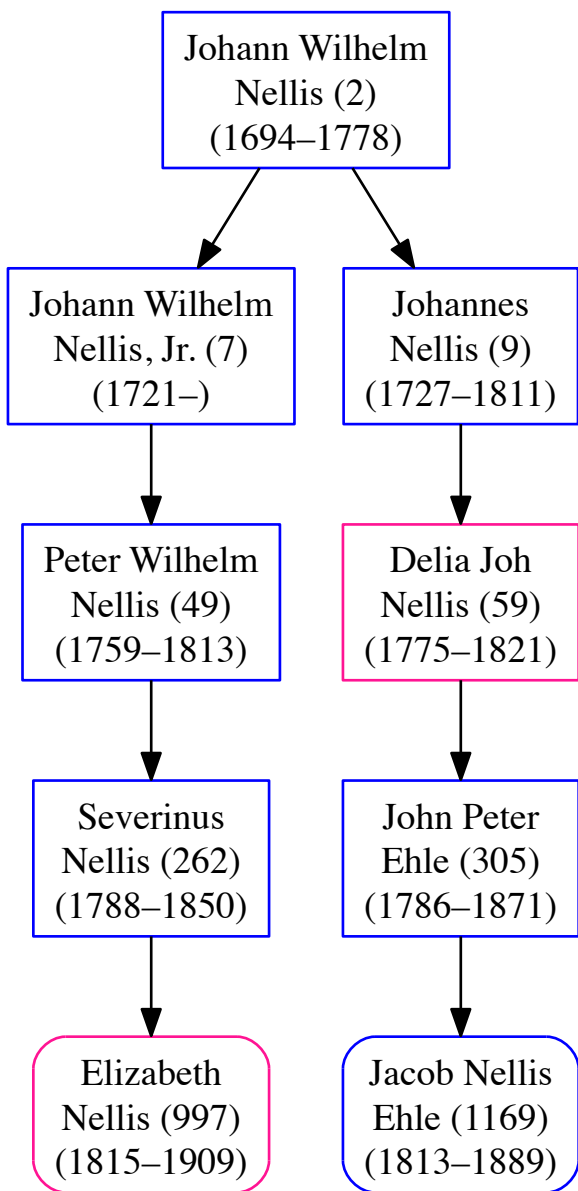 Johann Wilhelm
Nellis (2)
(1694–1778)
Johann Wilhelm
Nellis, Jr. (7)
(1721–)
Johannes
Nellis (9)
(1727–1811)
Peter Wilhelm
Nellis (49)
(1759–1813)
Delia Joh
Nellis (59)
(1775–1821)
Severinus
Nellis (262)
(1788–1850)
John Peter
Ehle (305)
(1786–1871)
Elizabeth
Nellis (997)
(1815–1909)
Jacob Nellis
Ehle (1169)
(1813–1889)